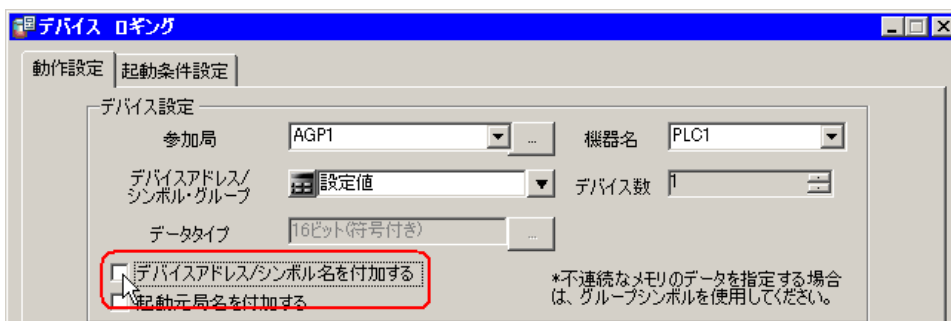 デバイス ロギング
動作設定 起動条件設定
デバイス設定
参加局 AGP1 ... 機器名 PLC1
デバイスアドレス/
シンボル・グループ 設定値 デバイス数 1
データタイプ 16ビット(符号付き) ...
デバイスアドレス/シンボル名を付加する
起動元局名を付加する
*不連続なメモリのデータを指定する場合
は、グループシンボルを使用してください。